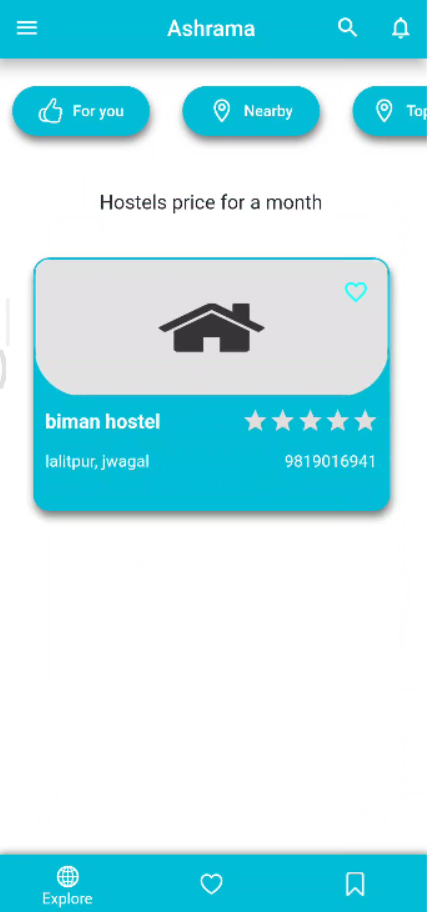 Ashrama
For you
Nearby
Top
Hostels price for a month
biman hostel
lalitpur, jwagal
9819016941
Explore